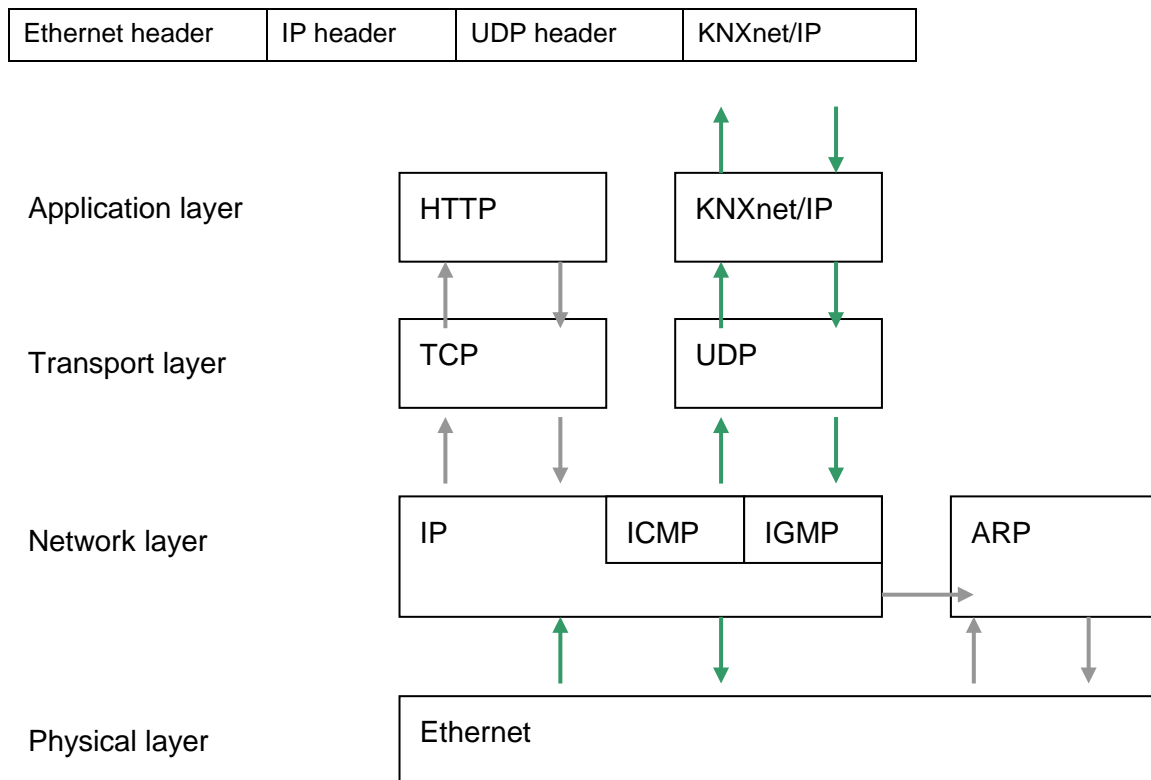 Ethernet header IP header UDP header KNXnet/IP
Application layer HTTP KNXnet/IP
Transport layer TCP UDP
Network layer IP ICMP IGMP ARP
Physical layer Ethernet